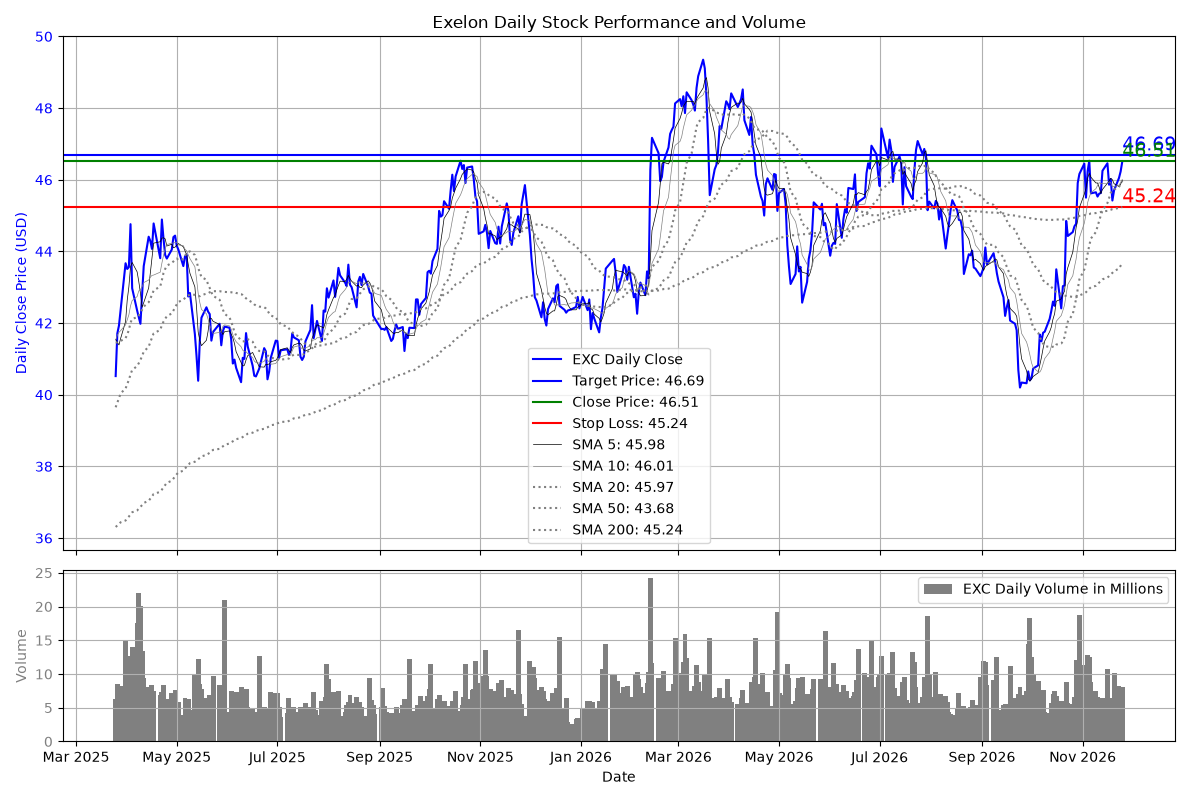 Exelon Daily Stock Performance and Volume
50
48
46
44
42
40
38
36
Daily Close Price (USD)
46.69
46.51
45.24
EXC Daily Close
Target Price: 46.69
Close Price: 46.51
Stop Loss: 45.24
SMA 5: 45.98
SMA 10: 46.01
SMA 20: 45.97
SMA 50: 43.68
SMA 200: 45.24
25
20
15
10
5
0
Volume
EXC Daily Volume in Millions
Mar 2025
May 2025
Jul 2025
Sep 2025
Nov 2025
Jan 2026
Mar 2026
May 2026
Jul 2026
Sep 2026
Nov 2026
Date